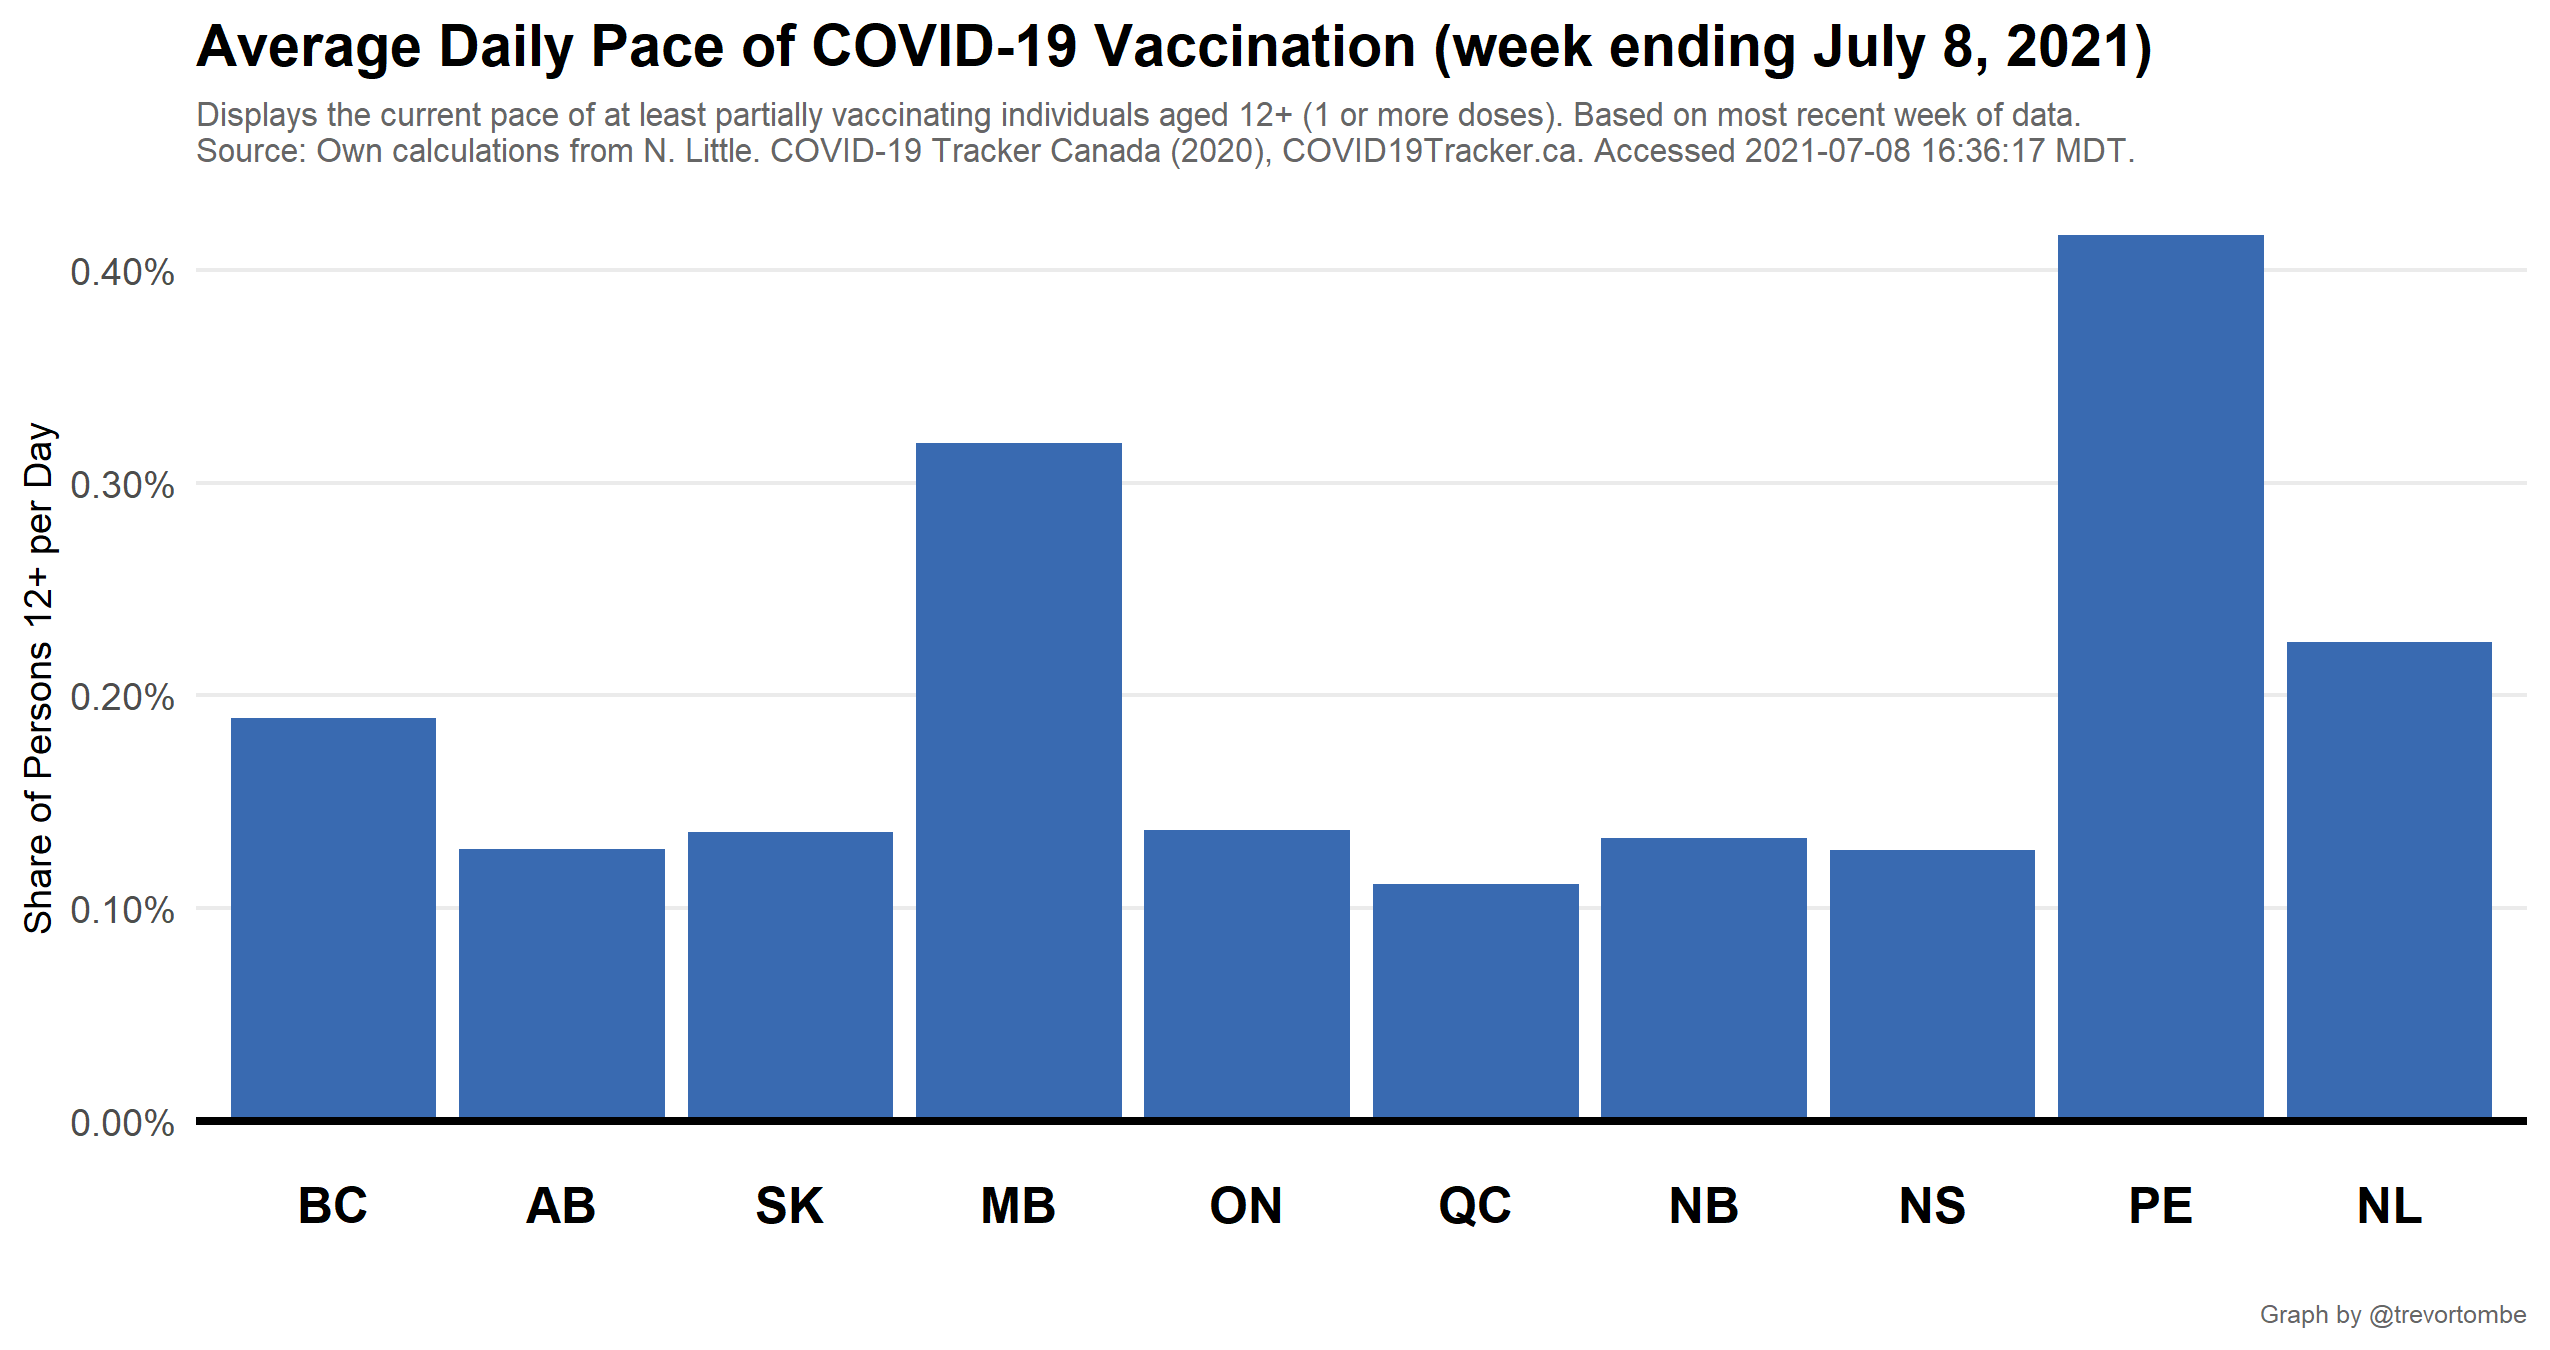 Average Daily Pace of COVID-19 Vaccination (week ending July 8, 2021)
Displays the current pace of at least partially vaccinating individuals aged 12+ (1 or more doses). Based on most recent week of data.
Source: Own calculations from N. Little. COVID-19 Tracker Canada (2020), COVID19Tracker.ca. Accessed 2021-07-08 16:36:17 MDT.
Share of Persons 12+ per Day
0.40%
0.30%
0.20%
0.10%
0.00%
BC AB SK MB ON QC NB NS PE NL
Graph by @trevortombe